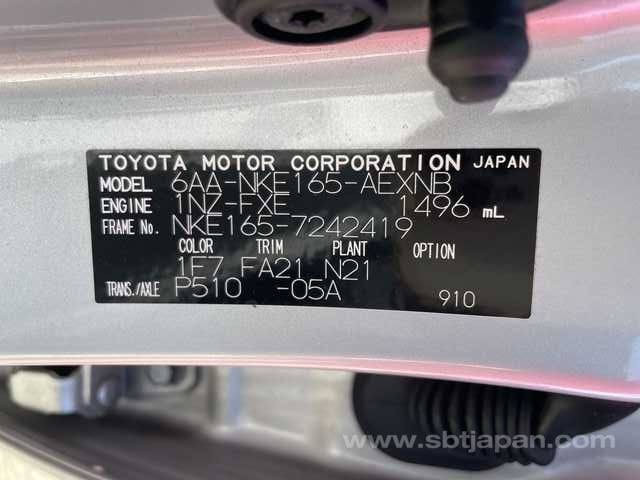 TOYOTA MOTOR CORPORATION JAPAN
MODEL 6AA-NKE165-AEXNB
ENGINE 1NZ-FXE 1496 mL
FRAME No. NKE165-7242419
COLOR TRIM PLANT OPTION
1F7 FA21 N21
TRANS./AXLE P510 -05A 910
www.sbtjapan.com